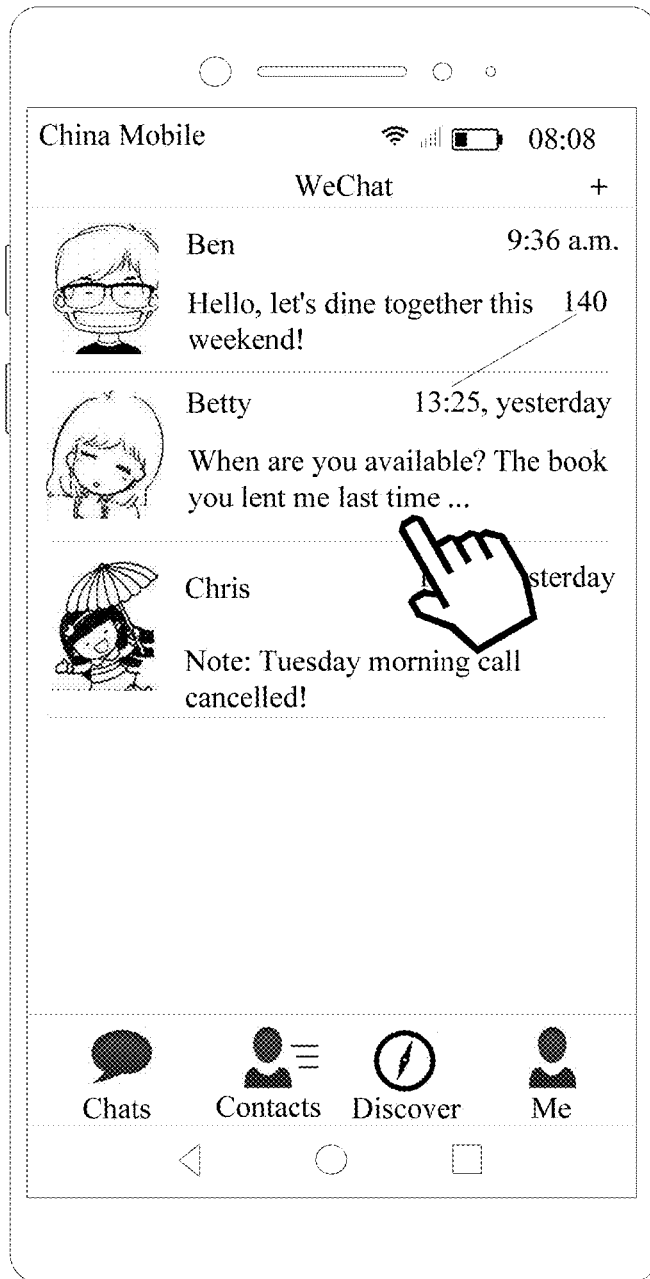 China Mobile 08:08
WeChat +
Ben 9:36 a.m.
Hello, let's dine together this 140
weekend!
Betty 13:25, yesterday
When are you available? The book
you lent me last time ...
Chris
Note: Tuesday morning call
cancelled!
Chats Contacts Discover Me